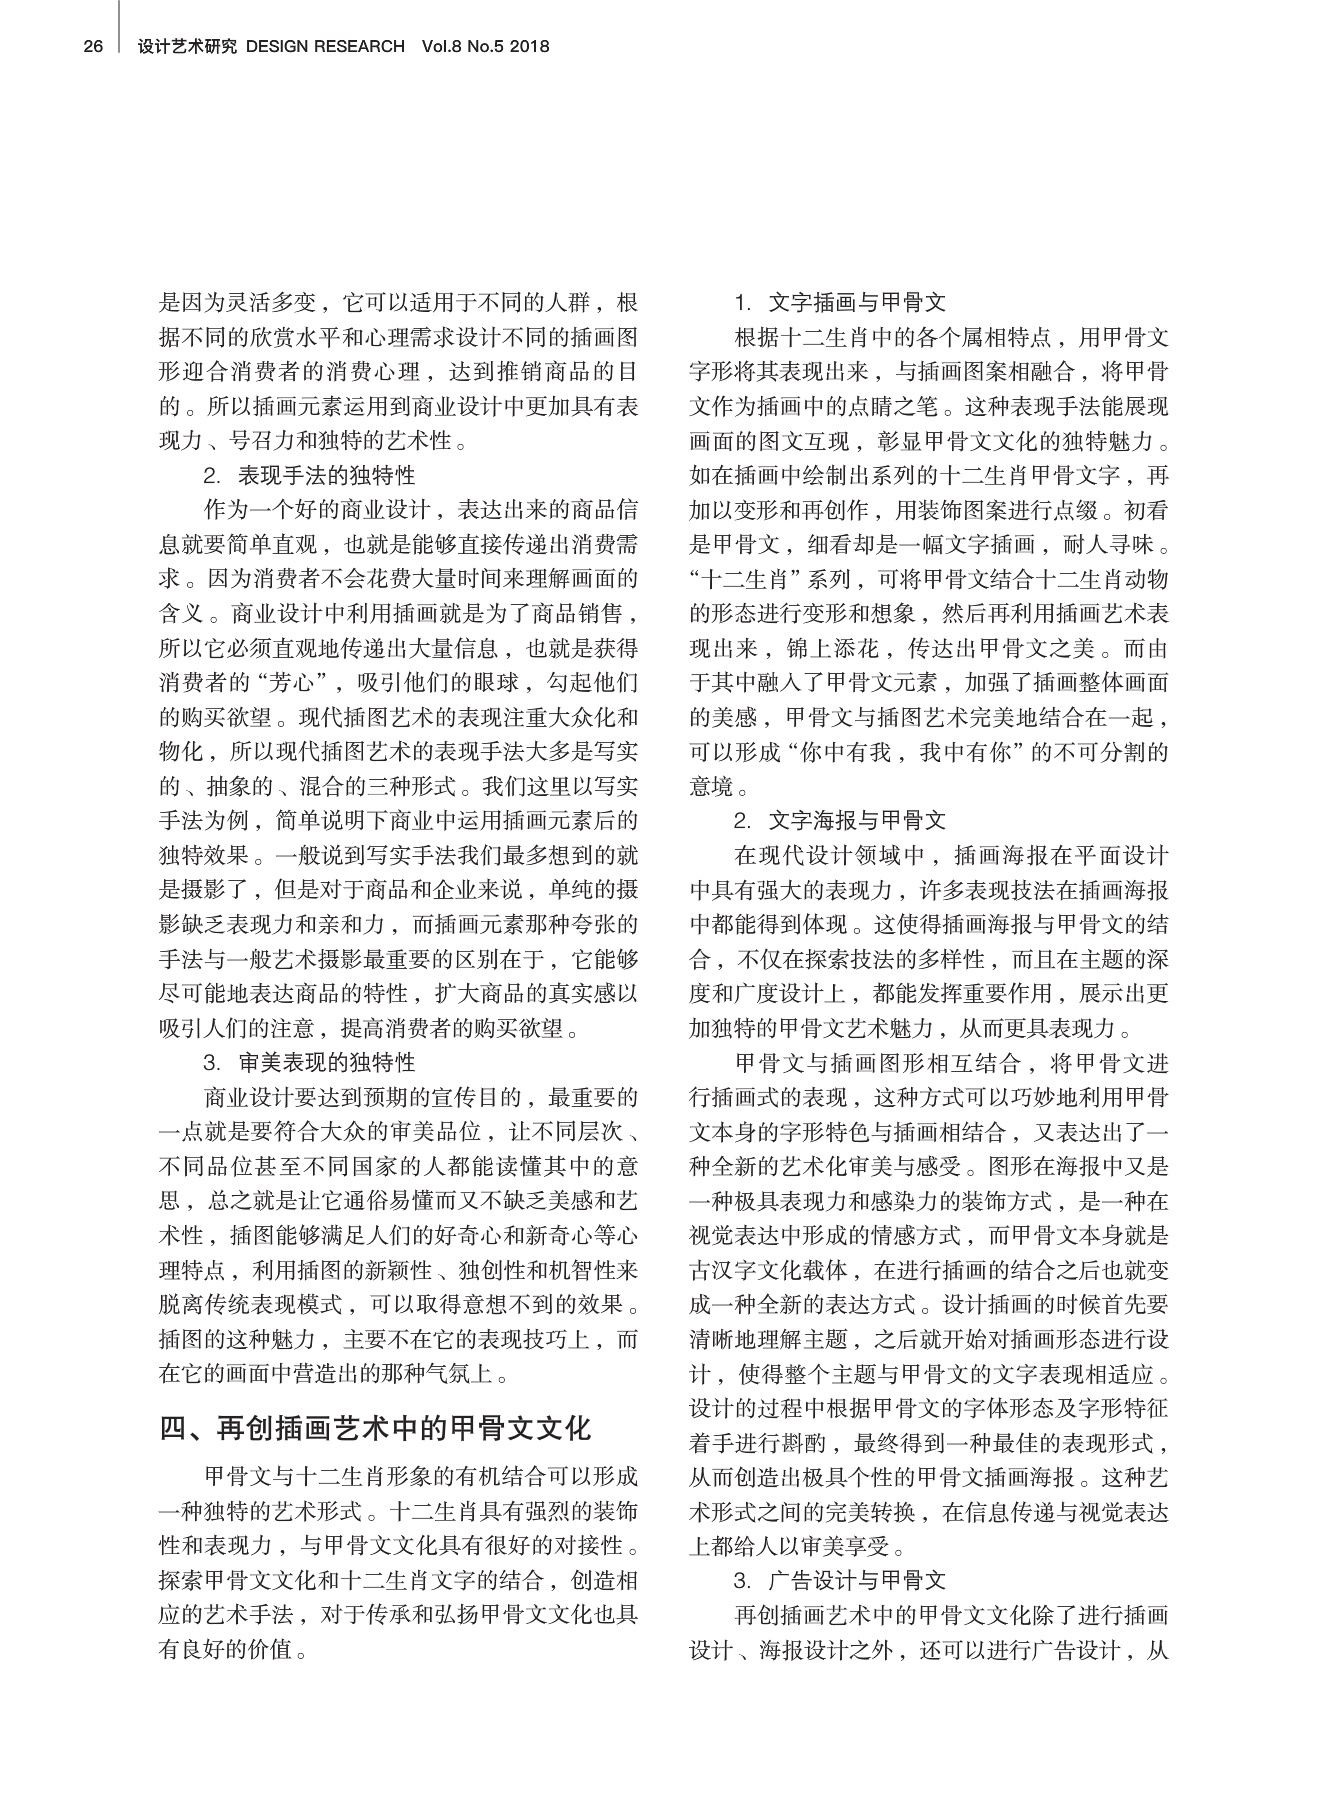 26 设计艺术研究 DESIGN RESEARCH Vol.8 No.5 2018
是因为灵活多变，它可以适用于不同的人群，根
据不同的欣赏水平和心理需求设计不同的插画图
形迎合消费者的消费心理，达到推销商品的目
的。所以插画元素运用到商业设计中更加具有表
现力、号召力和独特的艺术性。
2. 表现手法的独特性
作为一个好的商业设计，表达出来的商品信
息就要简单直观，也就是能够直接传递出消费需
求。因为消费者不会花费大量时间来理解画面的
含义。商业设计中利用插画就是为了商品销售，
所以它必须直观地传递出大量信息，也就是获得
消费者的“芳心”，吸引他们的眼球，勾起他们
的购买欲望。现代插图艺术的表现注重大众化和
物化，所以现代插图艺术的表现手法大多是写实
的、抽象的、混合的三种形式。我们这里以写实
手法为例，简单说明下商业中运用插画元素后的
独特效果。一般说到写实手法我们最多想到的就
是摄影了，但是对于商品和企业来说，单纯的摄
影缺乏表现力和亲和力，而插画元素那种夸张的
手法与一般艺术摄影最重要的区别在于，它能够
尽可能地表达商品的特性，扩大商品的真实感以
吸引人们的注意，提高消费者的购买欲望。
3. 审美表现的独特性
商业设计要达到预期的宣传目的，最重要的
一点就是要符合大众的审美品位，让不同层次、
不同品位甚至不同国家的人都能读懂其中的意
思，总之就是让它通俗易懂而又不缺乏美感和艺
术性，插图能够满足人们的好奇心和新奇心等心
理特点，利用插图的新颖性、独创性和机智性来
脱离传统表现模式，可以取得意想不到的效果。
插图的这种魅力，主要不在它的表现技巧上，而
在它的画面中营造出的那种气氛上。
四、再创插画艺术中的甲骨文文化
甲骨文与十二生肖形象的有机结合可以形成
一种独特的艺术形式。十二生肖具有强烈的装饰
性和表现力，与甲骨文文化具有很好的对接性。
探索甲骨文文化和十二生肖文字的结合，创造相
应的艺术手法，对于传承和弘扬甲骨文文化也具
有良好的价值。
1. 文字插画与甲骨文
根据十二生肖中的各个属相特点，用甲骨文
字形将其表现出来，与插画图案相融合，将甲骨
文作为插画中的点睛之笔。这种表现手法能展现
画面的图文互现，彰显甲骨文文化的独特魅力。
如在插画中绘制出系列的十二生肖甲骨文字，再
加以变形和再创作，用装饰图案进行点缀。初看
是甲骨文，细看却是一幅文字插画，耐人寻味。
“十二生肖”系列，可将甲骨文结合十二生肖动物
的形态进行变形和想象，然后再利用插画艺术表
现出来，锦上添花，传达出甲骨文之美。而由
于其中融入了甲骨文元素，加强了插画整体画面
的美感，甲骨文与插图艺术完美地结合在一起，
可以形成“你中有我，我中有你”的不可分割的
意境。
2. 文字海报与甲骨文
在现代设计领域中，插画海报在平面设计
中具有强大的表现力，许多表现技法在插画海报
中都能得到体现。这使得插画海报与甲骨文的结
合，不仅在探索技法的多样性，而且在主题的深
度和广度设计上，都能发挥重要作用，展示出更
加独特的甲骨文艺术魅力，从而更具表现力。
甲骨文与插画图形相互结合，将甲骨文进
行插画式的表现，这种方式可以巧妙地利用甲骨
文本身的字形特色与插画相结合，又表达出了一
种全新的艺术化审美与感受。图形在海报中又是
一种极具表现力和感染力的装饰方式，是一种在
视觉表达中形成的情感方式，而甲骨文本身就是
古汉字文化载体，在进行插画的结合之后也就变
成一种全新的表达方式。设计插画的时候首先要
清晰地理解主题，之后就开始对插画形态进行设
计，使得整个主题与甲骨文的文字表现相适应。
设计的过程中根据甲骨文的字体形态及字形特征
着手进行斟酌，最终得到一种最佳的表现形式，
从而创造出极具个性的甲骨文插画海报。这种艺
术形式之间的完美转换，在信息传递与视觉表达
上都给人以审美享受。
3. 广告设计与甲骨文
再创插画艺术中的甲骨文文化除了进行插画
设计、海报设计之外，还可以进行广告设计，从